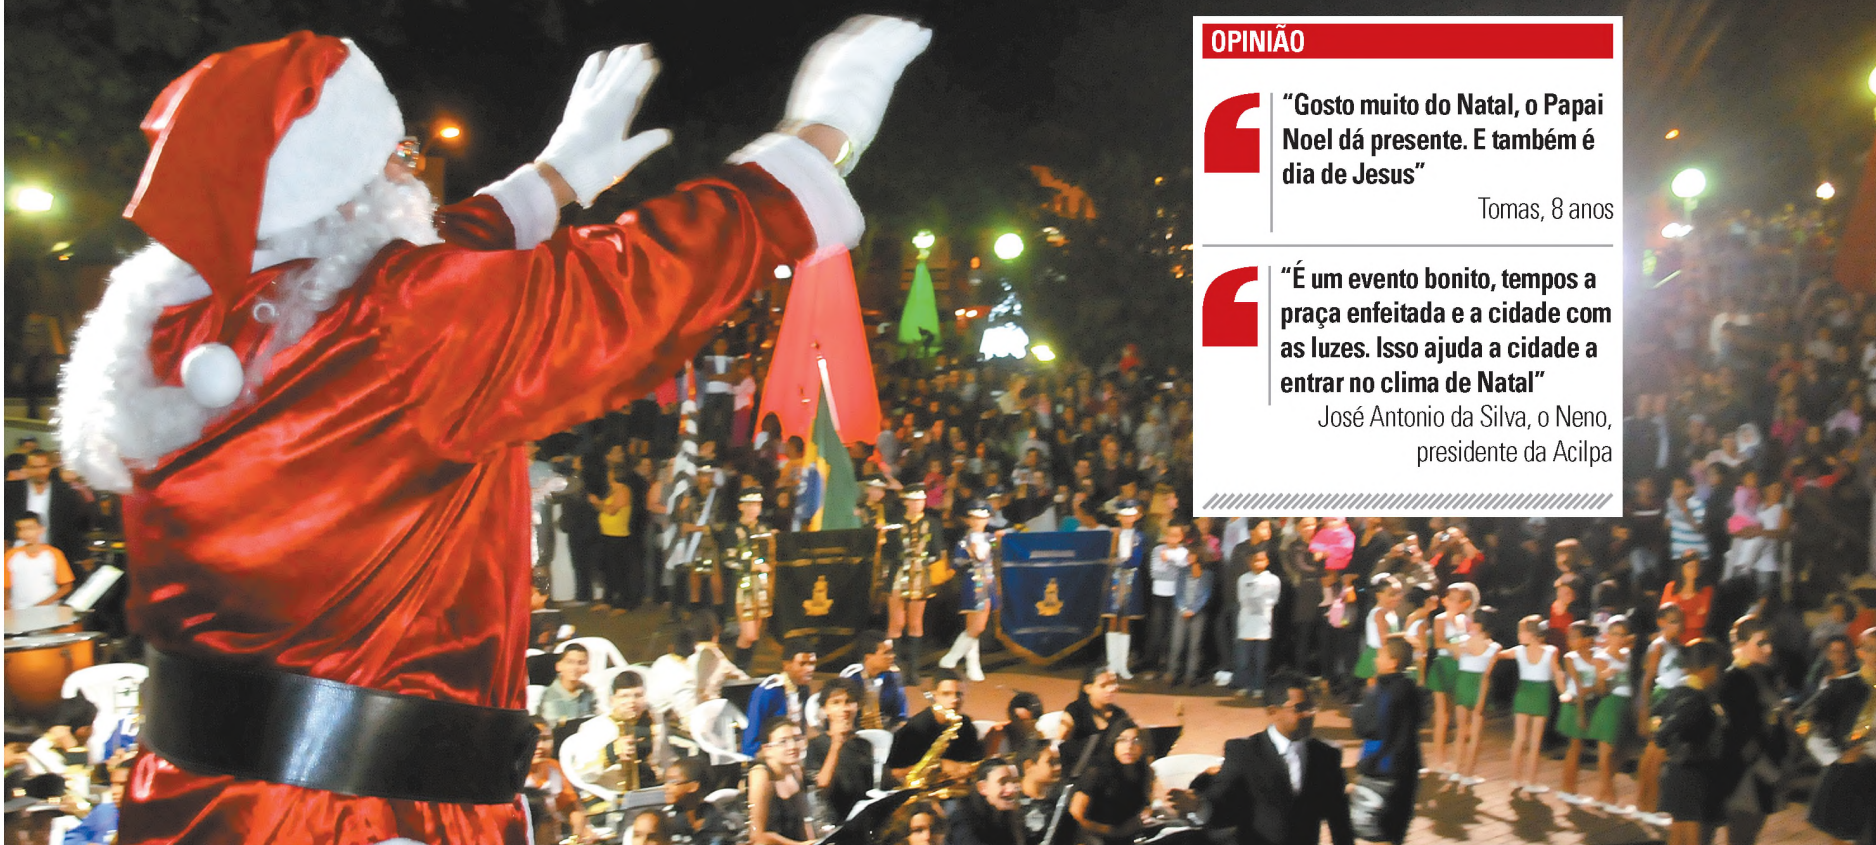 OPINIÃO
“Gosto muito do Natal, o Papai
Noel dá presente. E também é
dia de Jesus”
Tomas, 8 anos
“É um evento bonito, tempos a
praça enfeitada e a cidade com
as luzes. Isso ajuda a cidade a
entrar no clima de Natal”
José Antonio da Silva, o Neno,
presidente da Acilpa